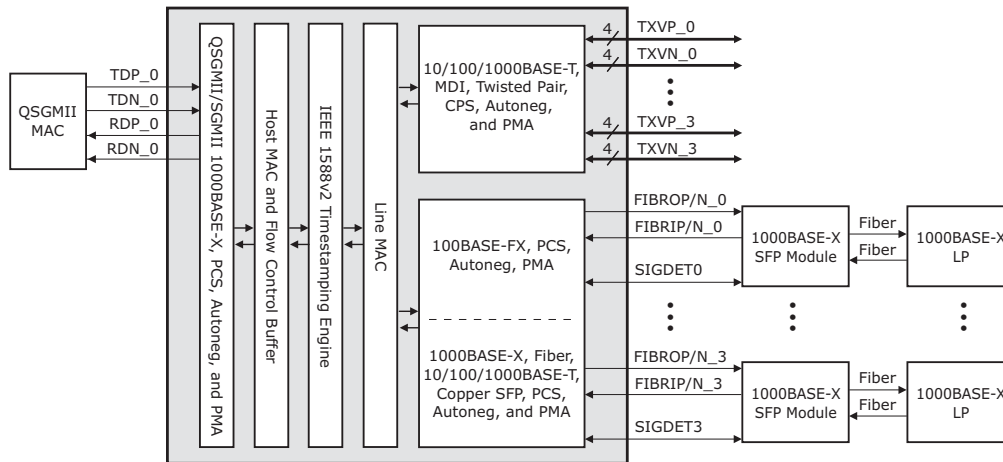 QSGMII
MAC
TDP_0
TDN_0
RDP_0
RDN_0
QSGMII/SGMII 1000BASE-X, PCS, Autoneg, and PMA
Host MAC and Flow Control Buffer
IEEE 1588v2 Timestamping Engine
Line MAC
10/100/1000BASE-T,
MDI, Twisted Pair,
CPS, Autoneg,
and PMA
4 TXVP_0
4 TXVN_0
4 TXVP_3
4 TXVN_3
100BASE-FX, PCS,
Autoneg, PMA
1000BASE-X, Fiber,
10/100/1000BASE-T,
Copper SFP, PCS,
Autoneg, and PMA
FIBROP/N_0
FIBRIP/N_0
SIGDET0
1000BASE-X
SFP Module
Fiber
Fiber
1000BASE-X
LP
FIBROP/N_3
FIBRIP/N_3
SIGDET3
1000BASE-X
SFP Module
Fiber
Fiber
1000BASE-X
LP